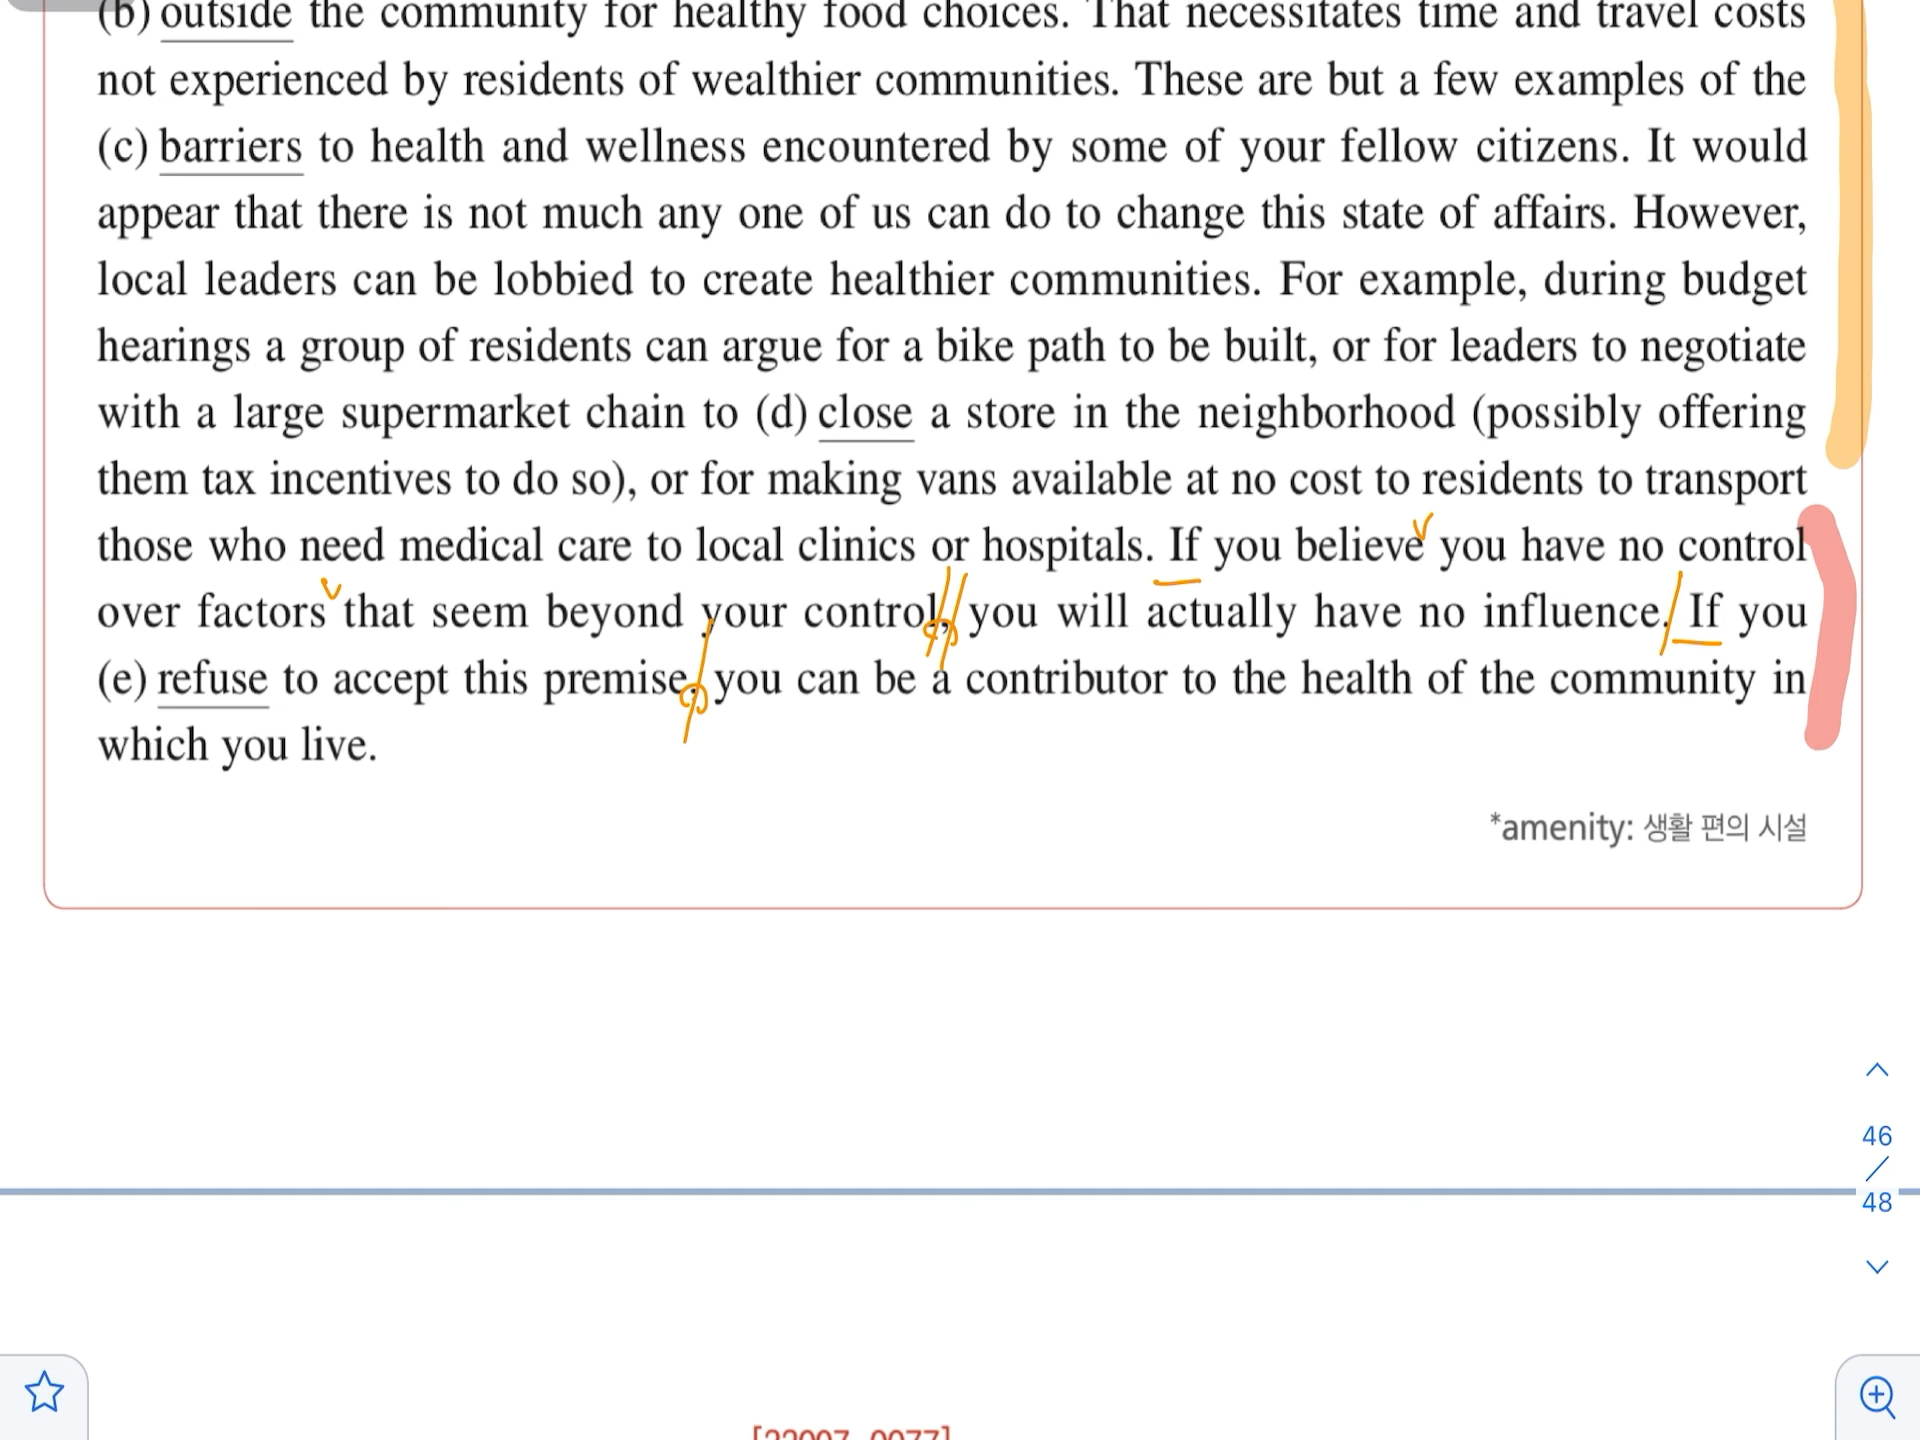 (b) outside the community for healthy food choices. That necessitates time and travel costs
not experienced by residents of wealthier communities. These are but a few examples of the
(c) barriers to health and wellness encountered by some of your fellow citizens. It would
appear that there is not much any one of us can do to change this state of affairs. However,
local leaders can be lobbied to create healthier communities. For example, during budget
hearings a group of residents can argue for a bike path to be built, or for leaders to negotiate
with a large supermarket chain to (d) close a store in the neighborhood (possibly offering
them tax incentives to do so), or for making vans available at no cost to residents to transport
those who need medical care to local clinics or hospitals. If you believe you have no control
over factors that seem beyond your control, you will actually have no influence. If you
(e) refuse to accept this premise, you can be a contributor to the health of the community in
which you live.
*amenity: 생활 편의 시설
46
/
48